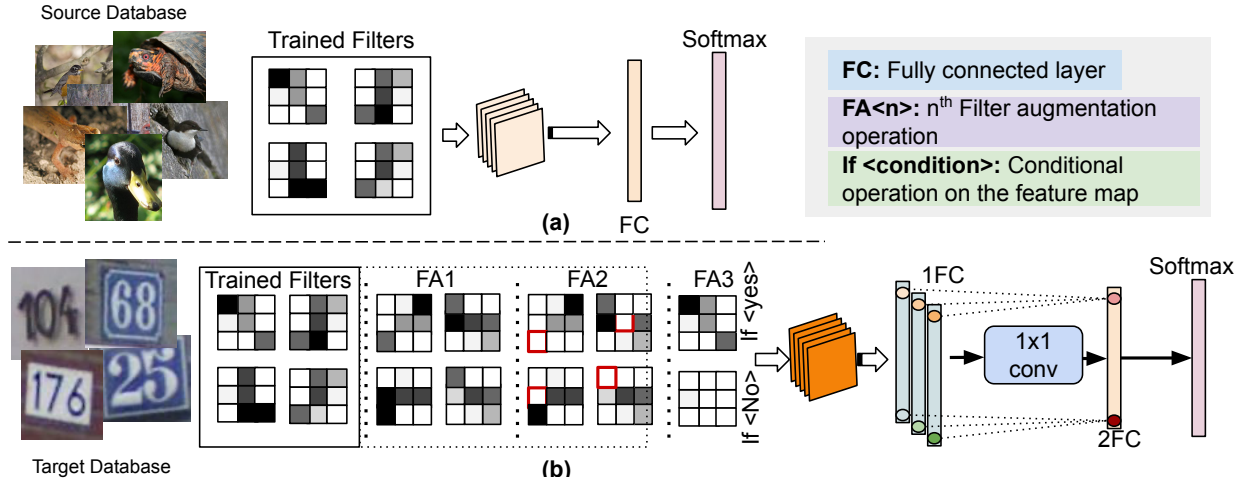 Source Database
Trained Filters
Softmax
FC
(a)
FC: Fully connected layer
FA<n>: nth Filter augmentation
operation
If <condition>: Conditional
operation on the feature map
Trained Filters
FA1
FA2
FA3
If <yes>
If <No>
1FC
1x1
conv
2FC
Softmax
104
68
176
25
Target Database
(b)